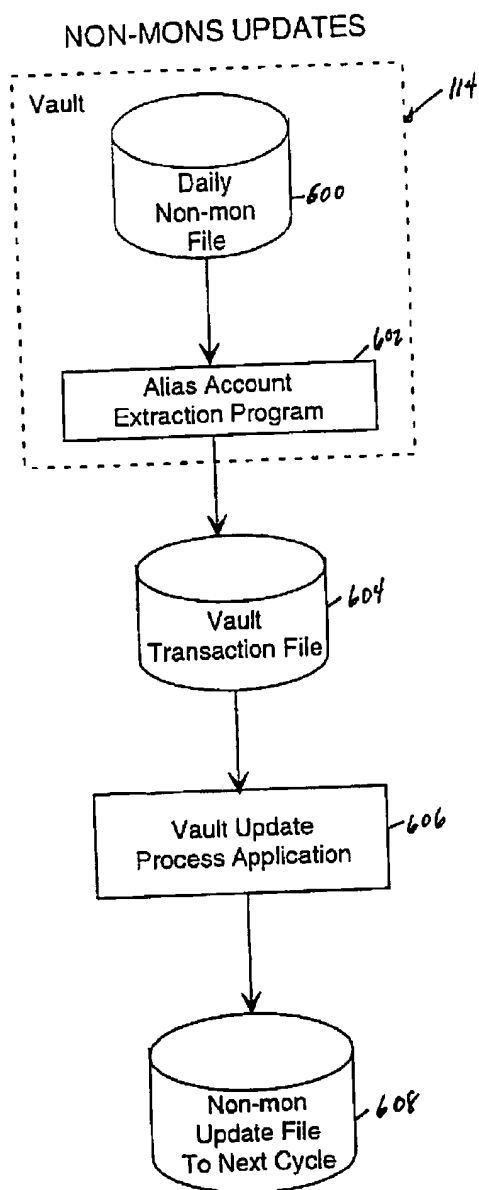 NON-MONS UPDATES
114
Vault
Daily
Non-mon
File
600
602
Alias Account
Extraction Program
604
Vault
Transaction File
606
Vault Update
Process Application
608
Non-mon
Update File
To Next Cycle